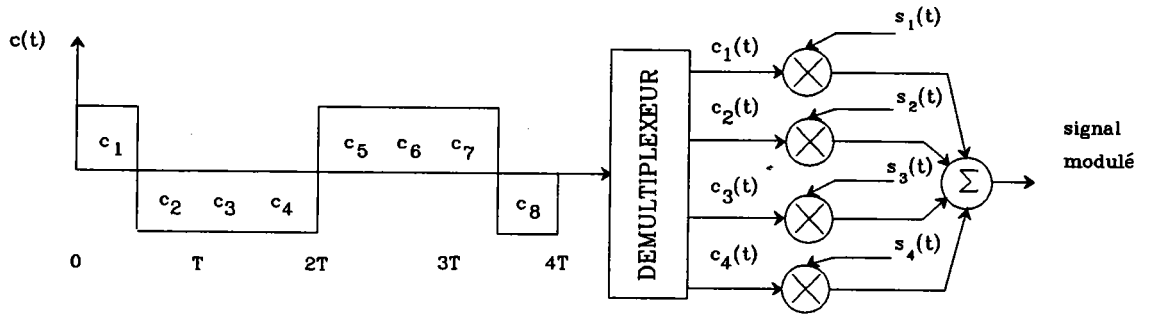 c(t)
c₁
c₂ c₃ c₄
c₅ c₆ c₇
c₈
0 T 2T 3T 4T
DEMULTIPLEXEUR
c₁(t)
s₁(t)
c₂(t)
s₂(t)
c₃(t)
s₃(t)
c₄(t)
s₄(t)
Σ
signal
modulé